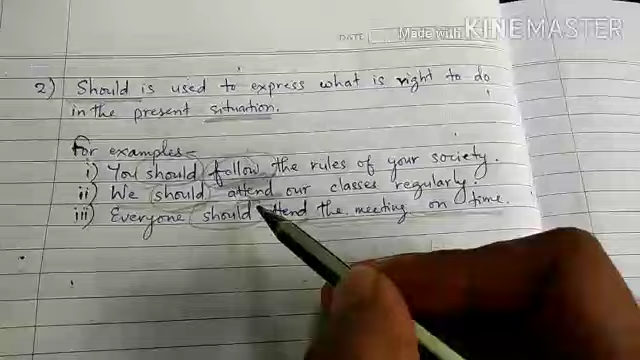 DATE
Made with KINEMASTER
2) Should is used to express what is right to do
in the present situation.
For examples-
i) You should follow the rules of your society.
ii) We should attend our classes regularly.
iii) Everyone should attend the meeting on time.